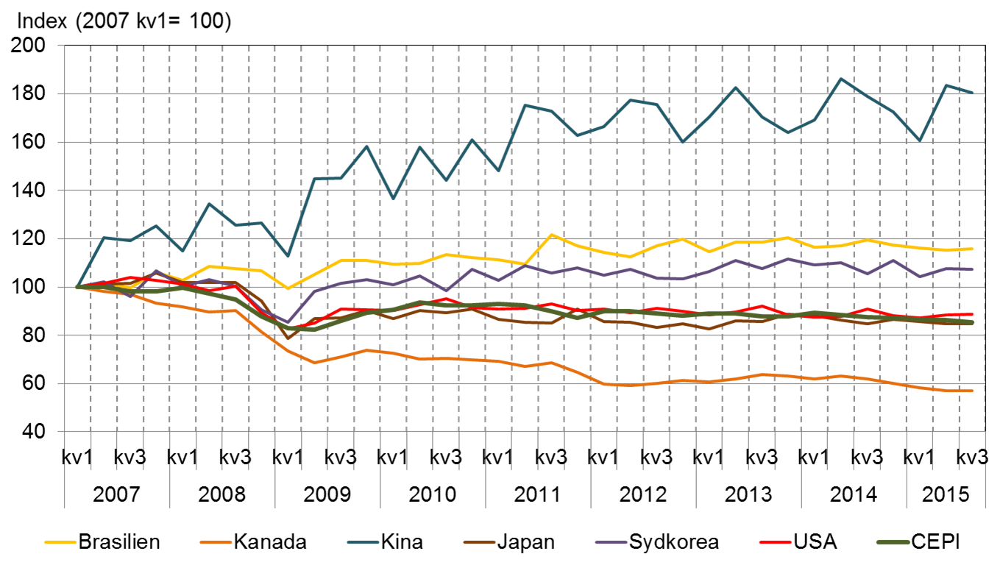 Index (2007 kv1= 100)
200
180
160
140
120
100
80
60
40
kv1 kv3 kv1 kv3 kv1 kv3 kv1 kv3 kv1 kv3 kv1 kv3 kv1 kv3 kv1 kv3 kv1 kv3
2007 2008 2009 2010 2011 2012 2013 2014 2015
Brasilien Kanada Kina Japan Sydkorea USA CEPI